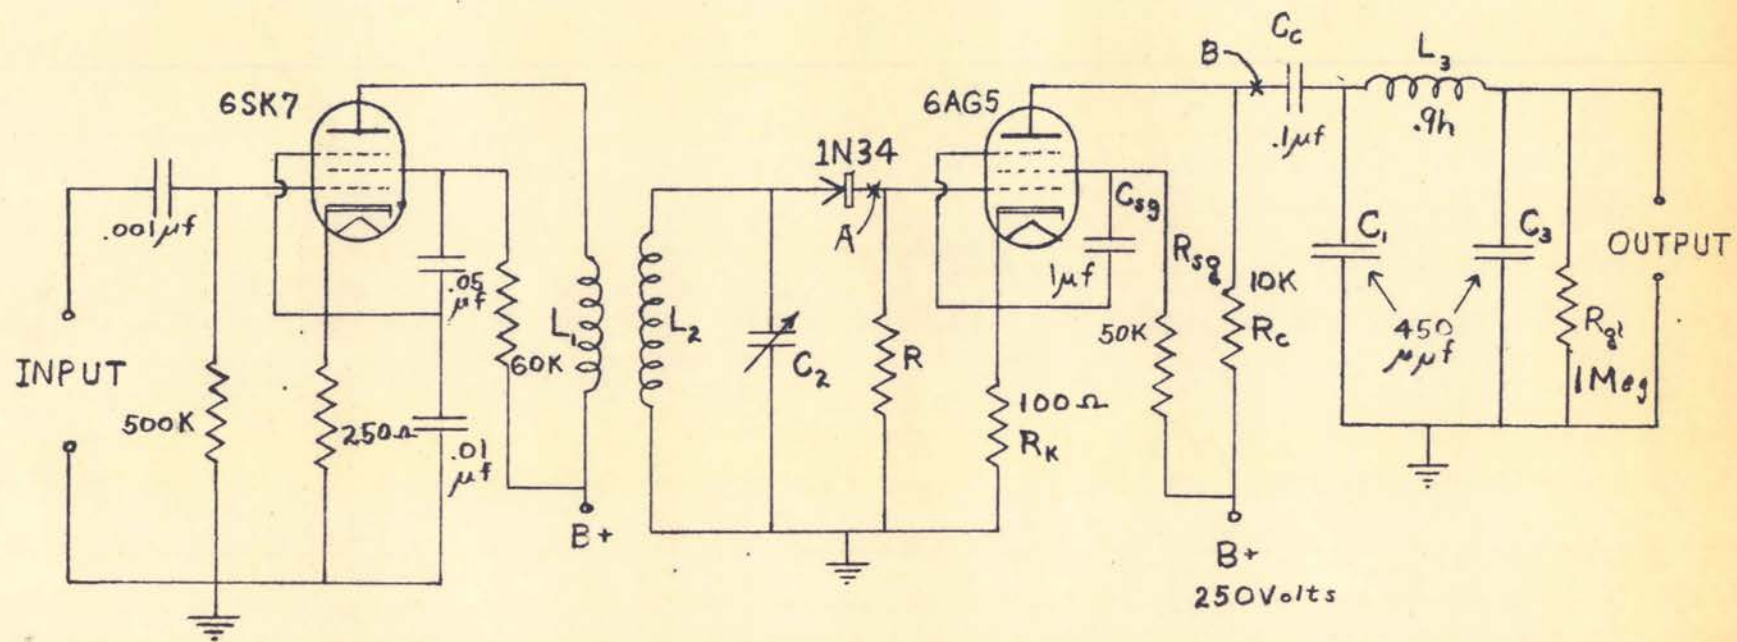 6SK7
.001μf
INPUT
500K
250Ω
.05
μf
.01
μf
60K
L₁
B+
L₂
C₂
1N34
A
R
6AG5
Csg
1μf
100Ω
Rₖ
Rsg
50K
10K
Rc
B+
250Volts
B
Cc
.1μf
L₃
.9h
C₁
C₃
450
μμf
Rg1
1Meg
OUTPUT